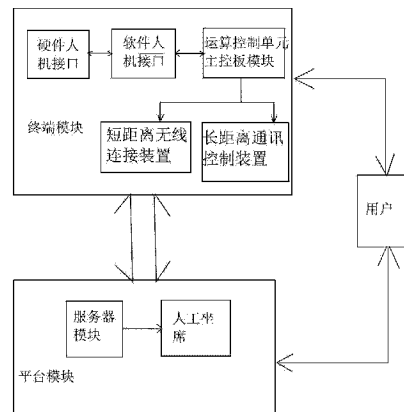 硬件人
机接口
软件人
机接口
运算控制单元
主控板模块
短距离无线
连接装置
长距离通讯
控制装置
终端模块
用户
服务器
模块
人工坐
席
平台模块